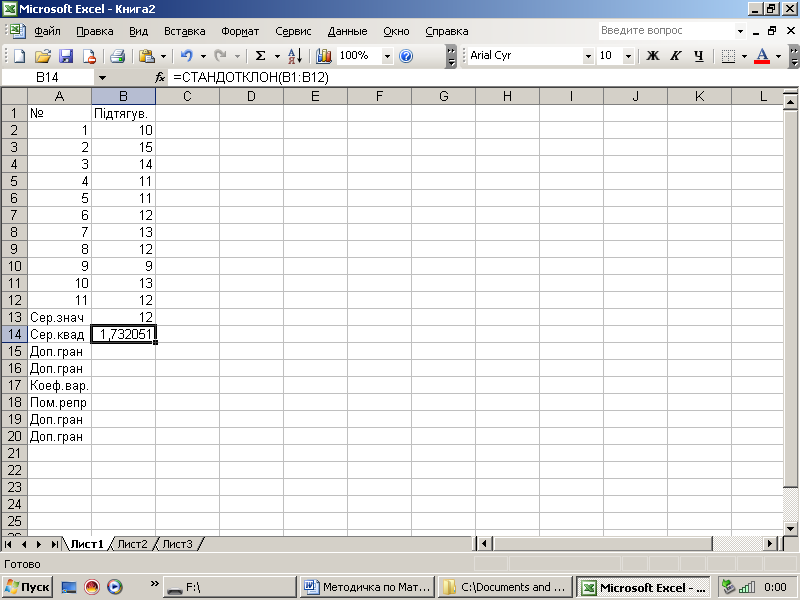 Microsoft Excel - Книга2
Файл Правка Вид Вставка Формат Сервис Данные Окно Справка Введите вопрос
100% Arial Cyr 10 Ж К Ч
B14 fx =СТАНДОТКЛОН(B1:B12)
A B C D E F G H I J K L
1 № Підтягув.
2 1 10
3 2 15
4 3 14
5 4 11
6 5 11
7 6 12
8 7 13
9 8 12
10 9 9
11 10 13
12 11 12
13 Сер.знач 12
14 Сер.квад 1,732051
15 Доп.гран
16 Доп.гран
17 Коеф.вар.
18 Пом.репр
19 Доп.гран
20 Доп.гран
21
22
23
24
25
Лист1 Лист2 Лист3
Готово
Пуск F:\ Методичка по Мат... C:\Documents and ... Microsoft Excel - ... 0:00